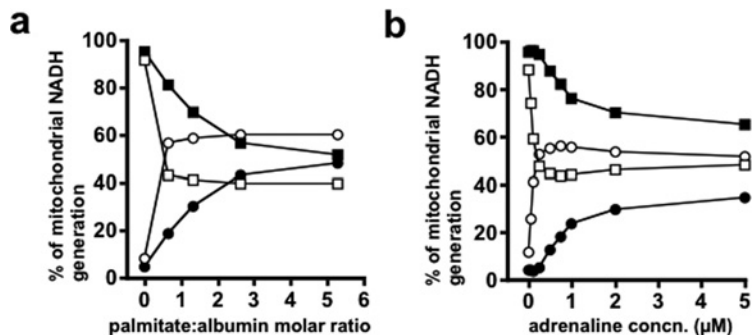 a
% of mitochondrial NADH
generation
100
80
60
40
20
0
0 1 2 3 4 5 6
palmitate:albumin molar ratio
b
% of mitochondrial NADH
generation
100
80
60
40
20
0
0 1 2 3 4 5
adrenaline concn. (µM)